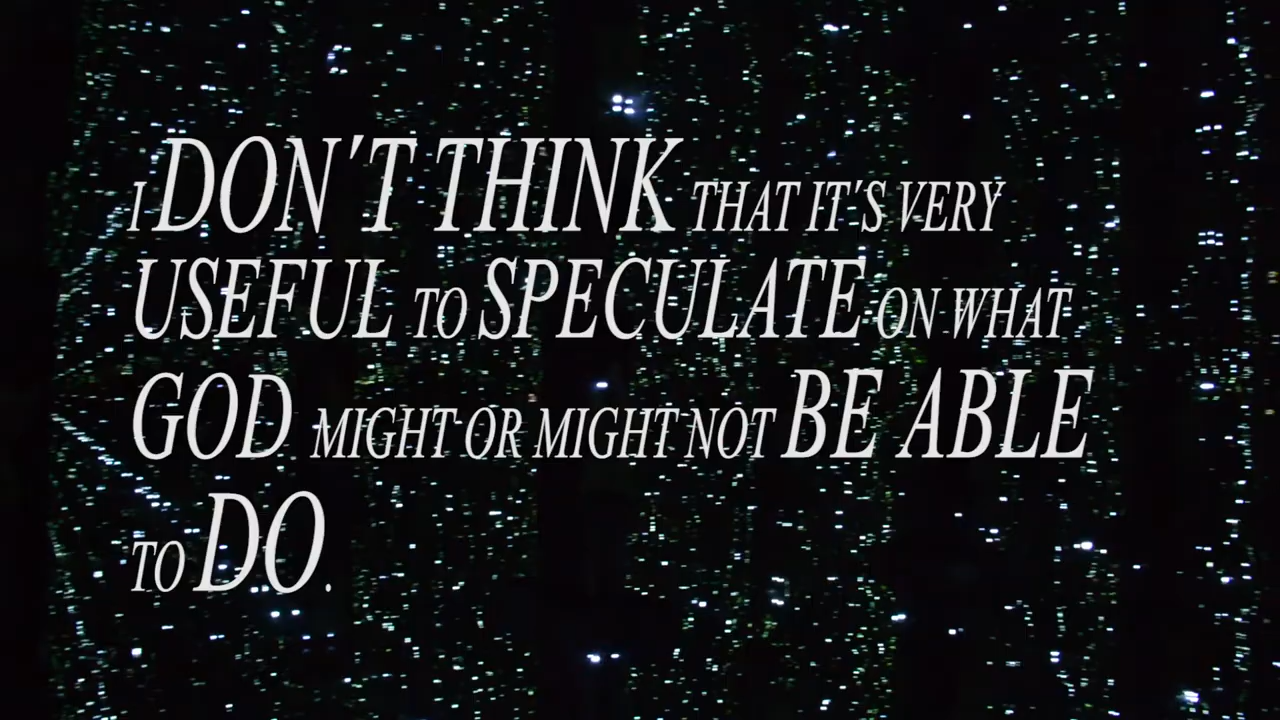 I DON'T THINK THAT IT'S VERY
USEFUL TO SPECULATE ON WHAT
GOD MIGHT OR MIGHT NOT BE ABLE
TO DO.